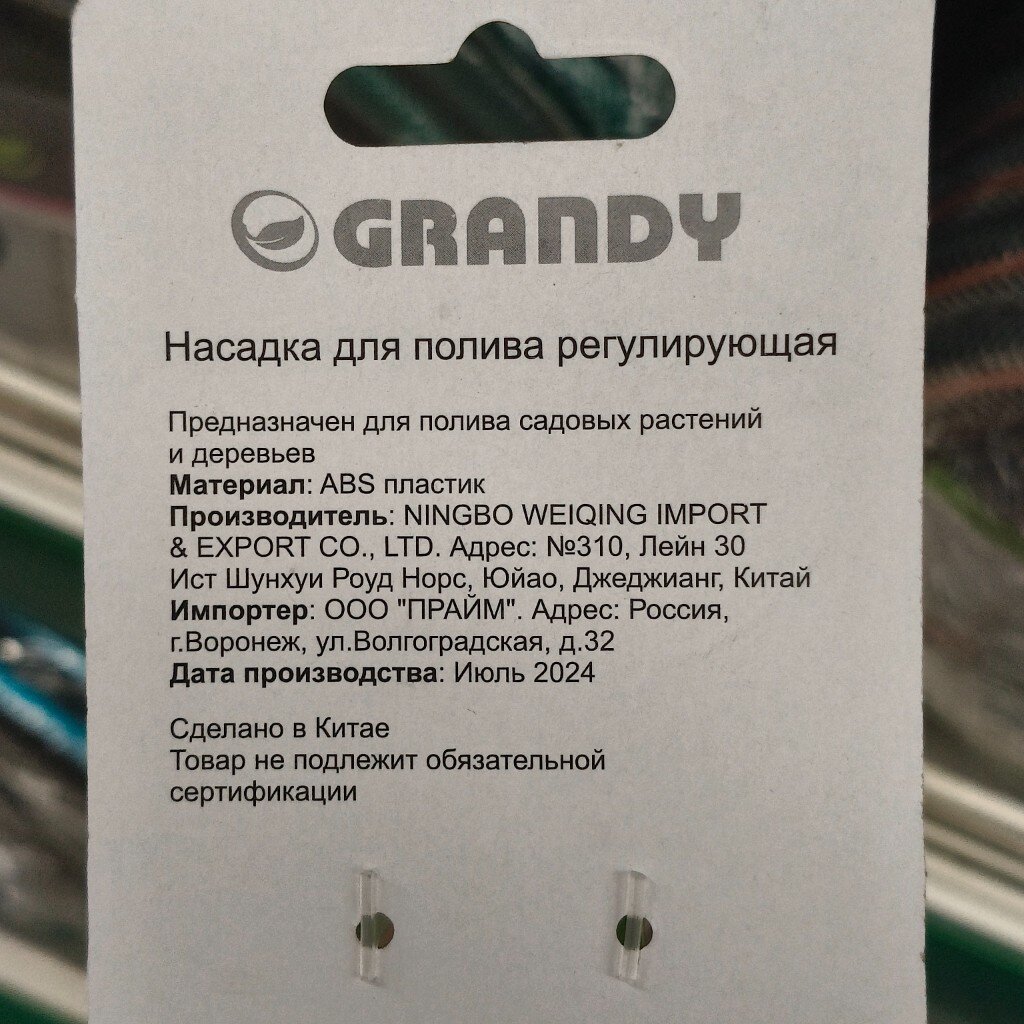 GRANDY
Насадка для полива регулирующая
Предназначен для полива садовых растений
и деревьев
Материал: ABS пластик
Производитель: NINGBO WEIQING IMPORT
& EXPORT CO., LTD. Адрес: №310, Лейн 30
Ист Шунхуи Роуд Норс, Юйао, Джеджианг, Китай
Импортер: ООО "ПРАЙМ". Адрес: Россия,
г.Воронеж, ул.Волгоградская, д.32
Дата производства: Июль 2024
Сделано в Китае
Товар не подлежит обязательной
сертификации